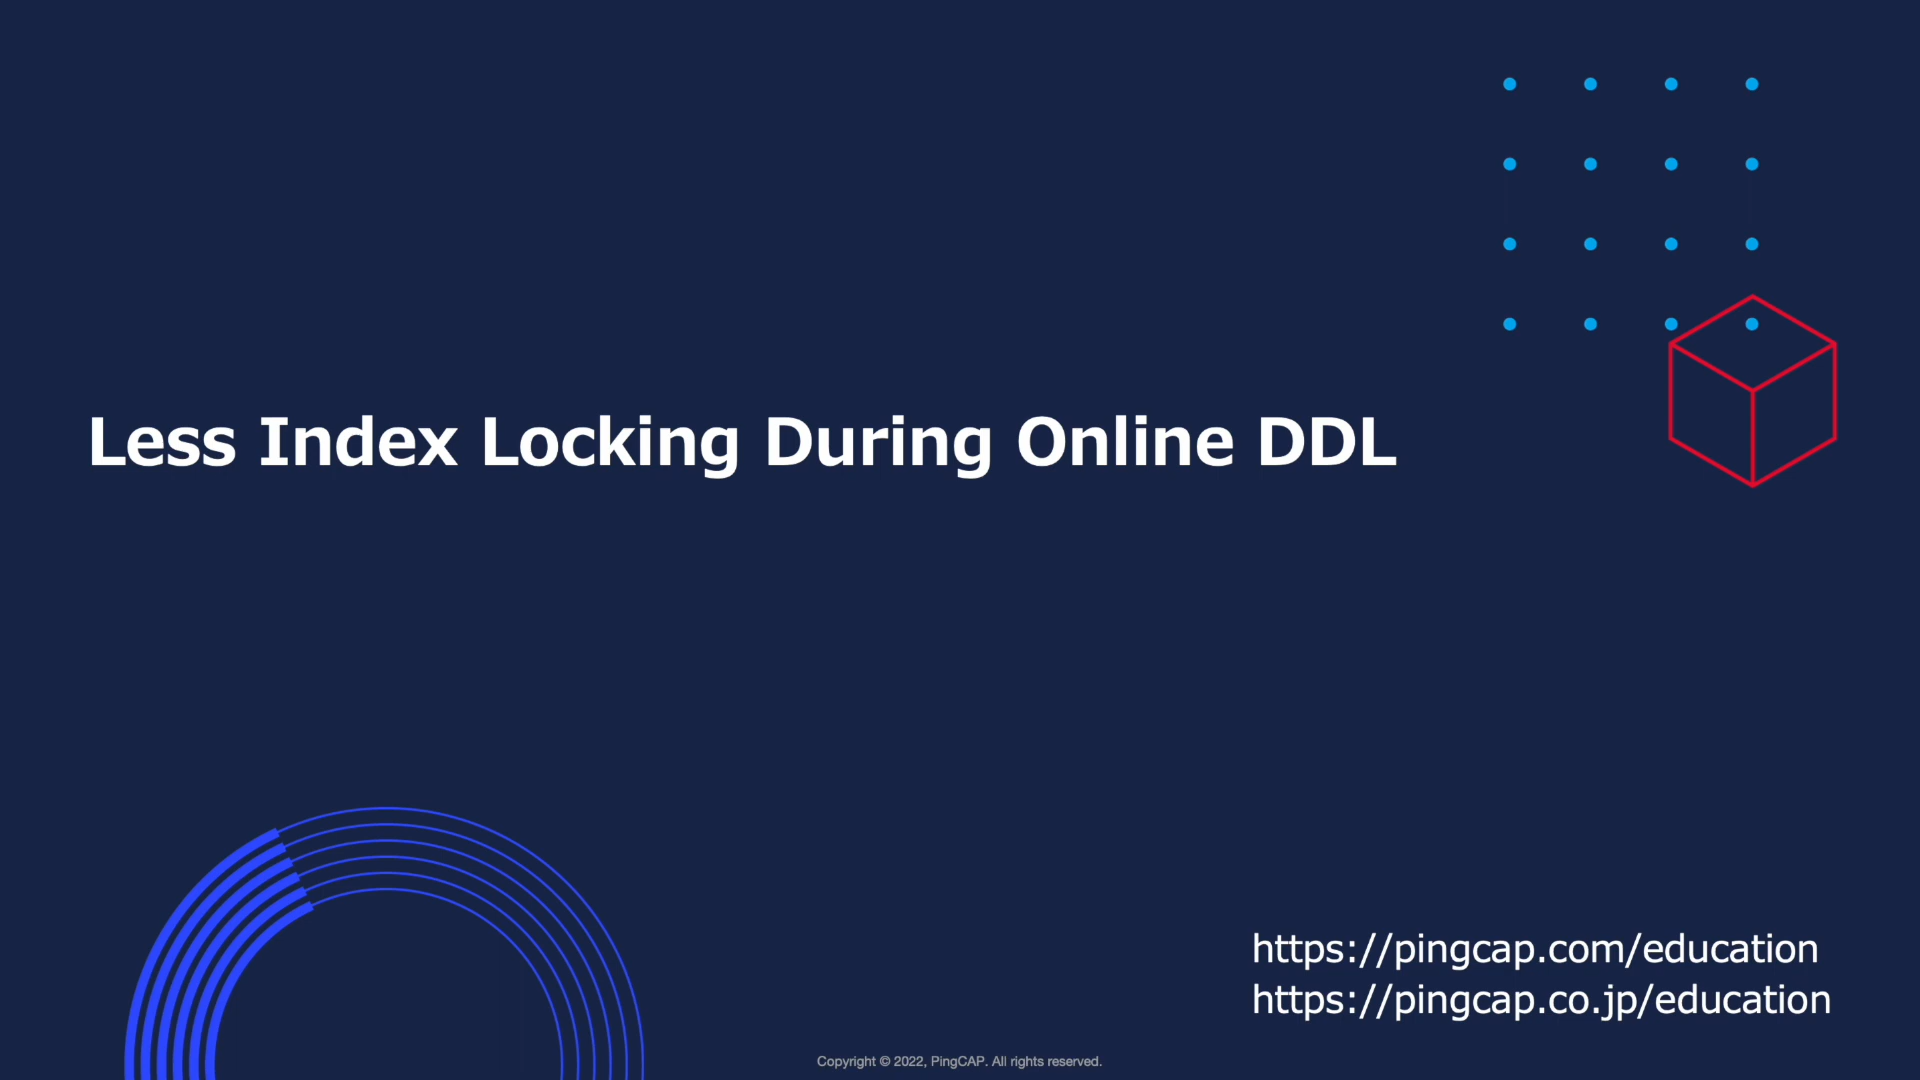 Less Index Locking During Online DDL
https://pingcap.com/education
https://pingcap.co.jp/education
Copyright © 2022, PingCAP. All rights reserved.